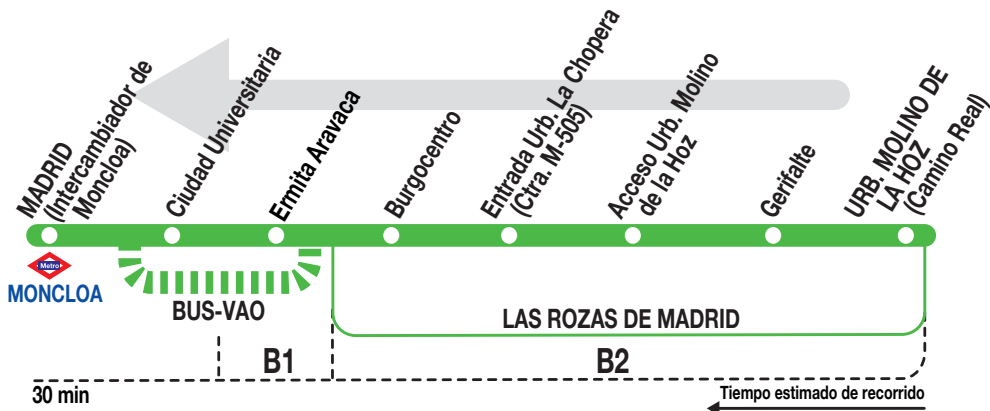 MADRID
(Intercambiador de
Moncloa)
Ciudad Universitaria
Ermita Aravaca
Burgocentro
Entrada Urb. La Chopera
(Ctra. M-505)
Acceso Urb. Molino
de la Hoz
Gerifalte
URB. MOLINO DE
LA HOZ
(Camino Real)
Metro
MONCLOA
BUS-VAO
LAS ROZAS DE MADRID
B1
B2
30 min
Tiempo estimado de recorrido